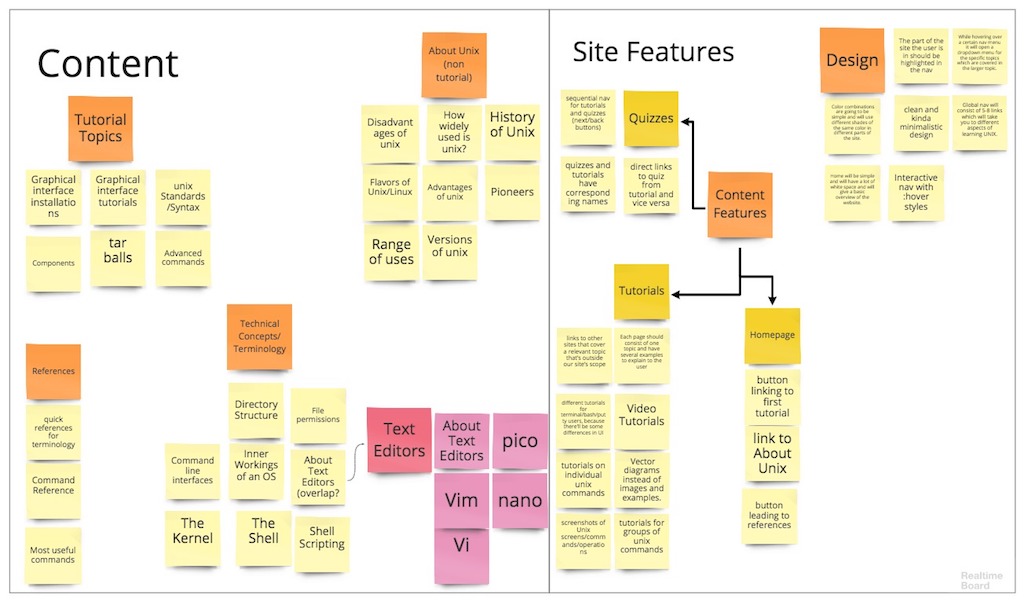 Content
Tutorial
Topics
Graphical
interface
installatio
ns
Graphical
interface
tutorials
unix
Standards
/Syntax
Components
tar
balls
Advanced
commands
About Unix
(non
tutorial)
Disadvant
ages of
unix
How
widely
used is
unix?
History
of Unix
Flavors of
Unix/Linux
Advantages
of unix
Pioneers
Range
of uses
Versions
of unix
References
quick
references
for
terminology
Command
Reference
Most useful
commands
Technical
Concepts/
Terminology
Directory
Structure
File
permissions
Command
line
interfaces
Inner
Workings
of an OS
About
Text
Editors
(overlap?
The
Kernel
The
Shell
Shell
Scripting
Text
Editors
About
Text
Editors
pico
Vim
nano
Vi
Site Features
sequential nav
for tutorials
and quizzes
(next/back
buttons)
Quizzes
quizzes and
tutorials
have
correspond
ing names
direct links
to quiz
from
tutorial and
vice versa
Content
Features
Tutorials
links to other
sites that cover
a relevant topic
that's outside
our site's scope
Each page should
consist of one
topic and have
several examples
to explain to the
user
different tutorials for
terminal/bash/put
ty users, because
there'll be some
differences in UI
Video
Tutorials
tutorials on
individual
unix
commands
Vector
diagrams
instead of
images and
examples.
screenshots of
Unix
screens/comm
ands/operatio
ns
tutorials for
groups of
unix
commands
Homepage
button
linking to
first
tutorial
link to
About
Unix
button
leading to
references
Design
The part of the
site the user is
in should be
highlighted in
the nav
While hovering over
a certain nav menu it
will open a
dropdown menu for
the specific topics
which are covered in
the larger topic.
Color combinations
are going to be
simple and will use
different shades of
the same color in
different parts of
the site.
clean and
kinda
minimalistic
design
Global nav will
consist of 5-8 links
which will take
you to different
aspects of
learning UNIX.
Home will be simple
and will have a lot of
white space and will
give a basic
overview of the
website.
Interactive
nav with
:hover
styles
Realtime
Board